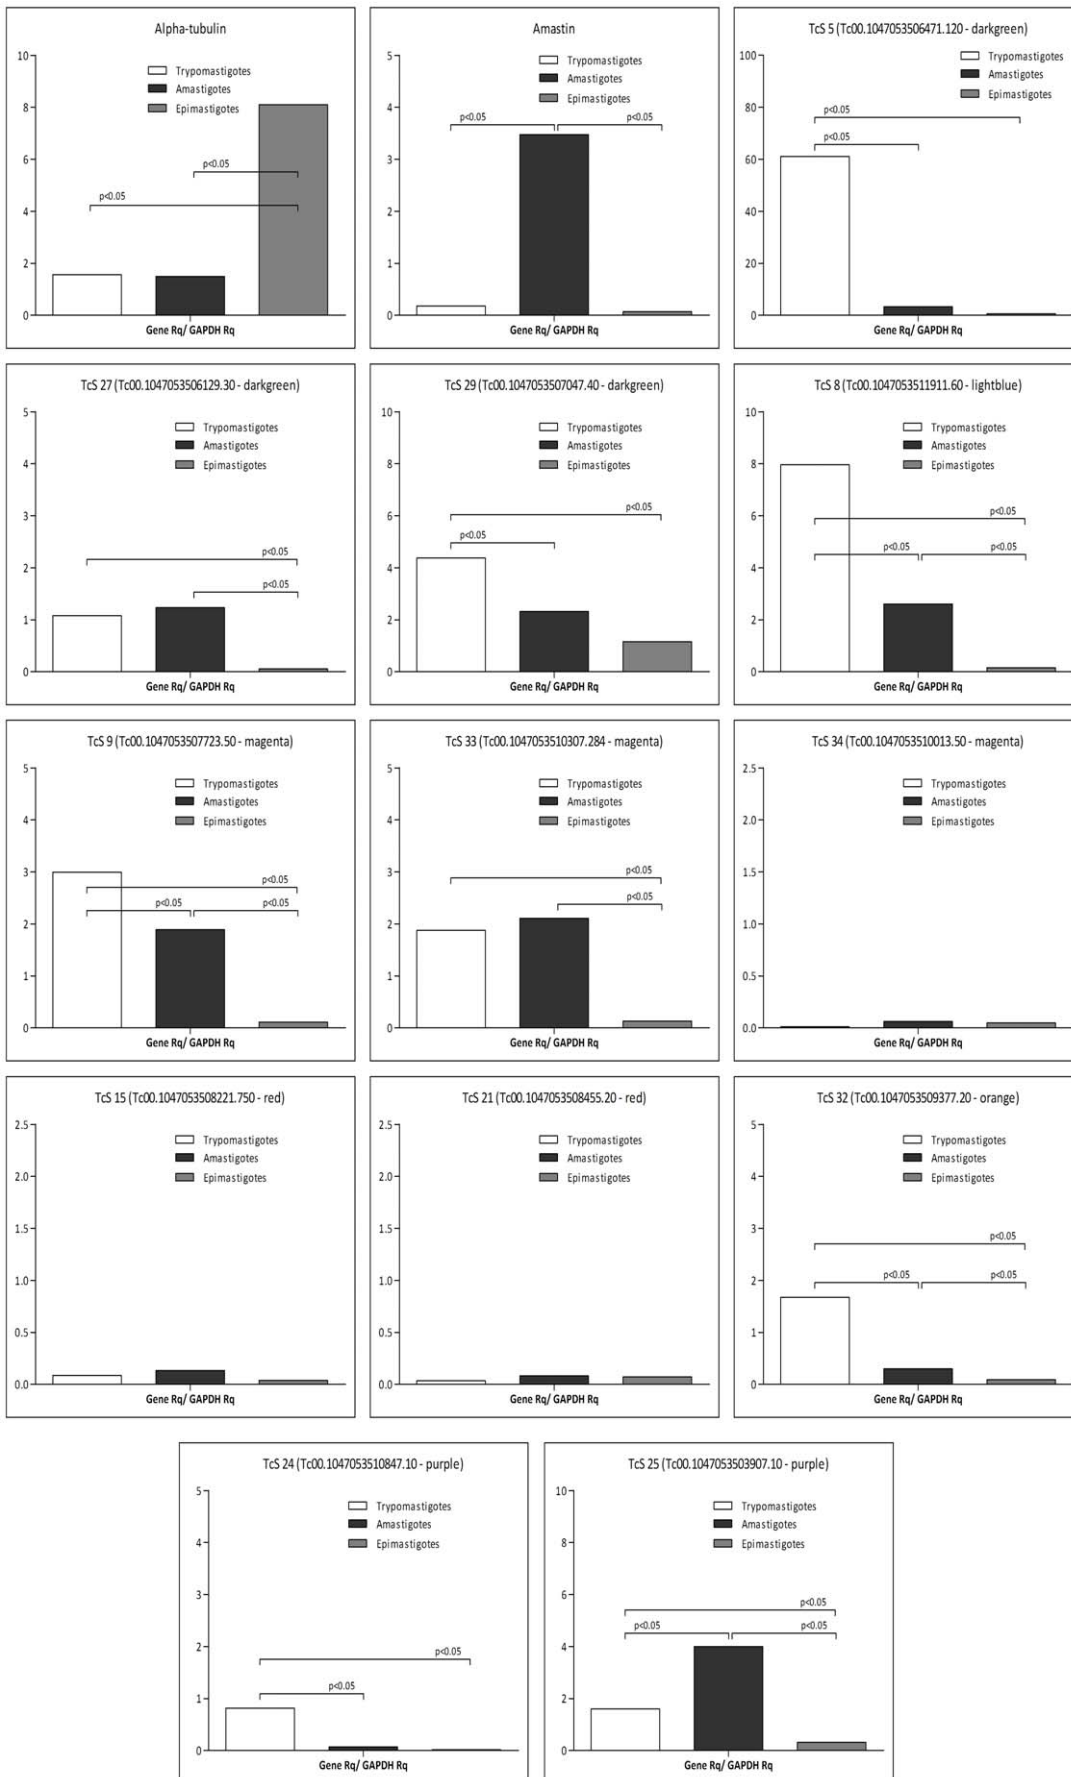 Alpha-tubulin
10
8
6
4
2
0
Trypomastigotes
Amastigotes
Epimastigotes
p<0.05
p<0.05
Gene Rq/ GAPDH Rq
Amastin
5
4
3
2
1
0
Trypomastigotes
Amastigotes
Epimastigotes
p<0.05
p<0.05
Gene Rq/ GAPDH Rq
TcS 5 (Tc00.1047053506471.120 - darkgreen)
100
80
60
40
20
0
Trypomastigotes
Amastigotes
Epimastigotes
p<0.05
p<0.05
Gene Rq/ GAPDH Rq
TcS 27 (Tc00.1047053506129.30 - darkgreen)
5
4
3
2
1
0
Trypomastigotes
Amastigotes
Epimastigotes
p<0.05
p<0.05
Gene Rq/ GAPDH Rq
TcS 29 (Tc00.1047053507047.40 - darkgreen)
10
8
6
4
2
0
Trypomastigotes
Amastigotes
Epimastigotes
p<0.05
p<0.05
Gene Rq/ GAPDH Rq
TcS 8 (Tc00.1047053511911.60 - lightblue)
10
8
6
4
2
0
Trypomastigotes
Amastigotes
Epimastigotes
p<0.05
p<0.05 p<0.05
Gene Rq/ GAPDH Rq
TcS 9 (Tc00.1047053507723.50 - magenta)
5
4
3
2
1
0
Trypomastigotes
Amastigotes
Epimastigotes
p<0.05
p<0.05 p<0.05
Gene Rq/ GAPDH Rq
TcS 33 (Tc00.1047053510307.284 - magenta)
5
4
3
2
1
0
Trypomastigotes
Amastigotes
Epimastigotes
p<0.05
p<0.05
Gene Rq/ GAPDH Rq
TcS 34 (Tc00.1047053510013.50 - magenta)
2.5
2.0
1.5
1.0
0.5
0.0
Trypomastigotes
Amastigotes
Epimastigotes
Gene Rq/ GAPDH Rq
TcS 15 (Tc00.1047053508221.750 - red)
2.5
2.0
1.5
1.0
0.5
0.0
Trypomastigotes
Amastigotes
Epimastigotes
Gene Rq/ GAPDH Rq
TcS 21 (Tc00.1047053508455.20 - red)
2.5
2.0
1.5
1.0
0.5
0.0
Trypomastigotes
Amastigotes
Epimastigotes
Gene Rq/ GAPDH Rq
TcS 32 (Tc00.1047053509377.20 - orange)
5
4
3
2
1
0
Trypomastigotes
Amastigotes
Epimastigotes
p<0.05
p<0.05 p<0.05
Gene Rq/ GAPDH Rq
TcS 24 (Tc00.1047053510847.10 - purple)
5
4
3
2
1
0
Trypomastigotes
Amastigotes
Epimastigotes
p<0.05
p<0.05
Gene Rq/ GAPDH Rq
TcS 25 (Tc00.1047053503907.10 - purple)
10
8
6
4
2
0
Trypomastigotes
Amastigotes
Epimastigotes
p<0.05
p<0.05 p<0.05
Gene Rq/ GAPDH Rq